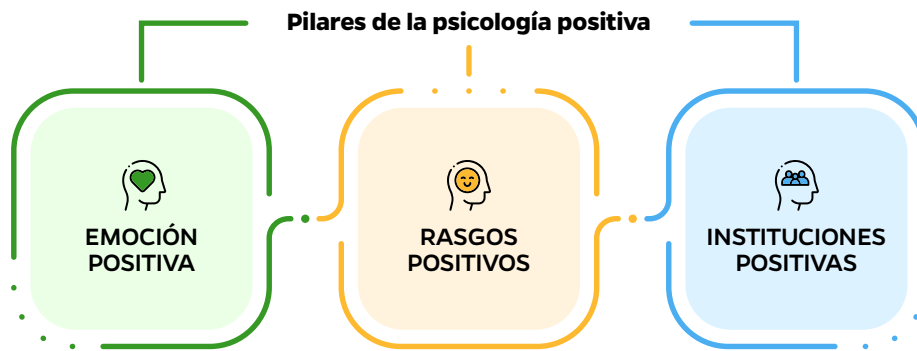 Pilares de la psicología positiva
EMOCIÓN
POSITIVA
RASGOS
POSITIVOS
INSTITUCIONES
POSITIVAS